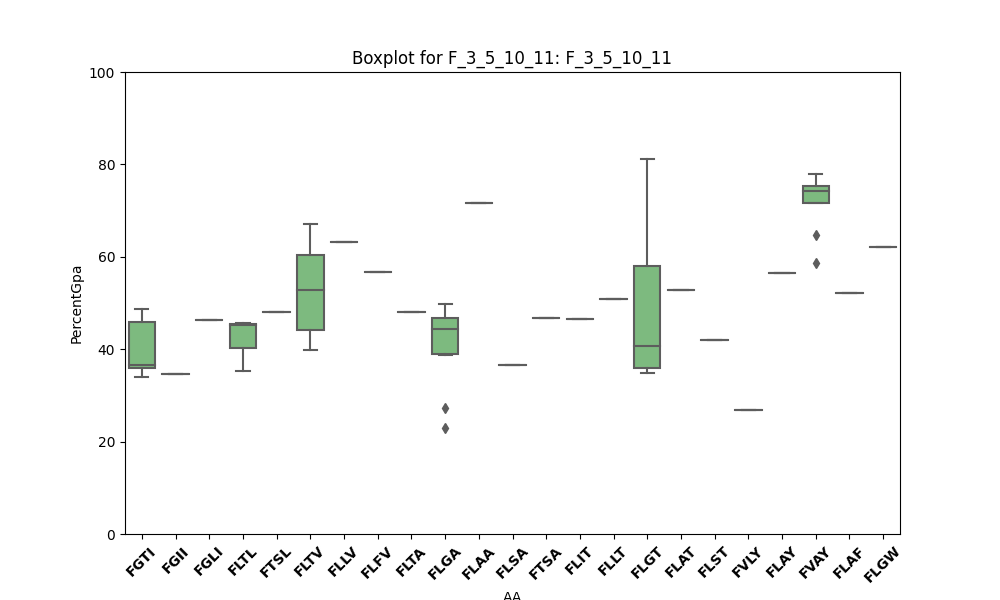 Boxplot for F_3_5_10_11: F_3_5_10_11
100
80
60
40
20
0
PercentGpa
FGTI FGII FGLI FLTL FTSL FLTV FLLV FLFV FLTA FLGA FLAA FLSA FTSA FLIT FLLT FLGT FLAT FLST FVLY FLAY FVAY FLAF FLGW
AA